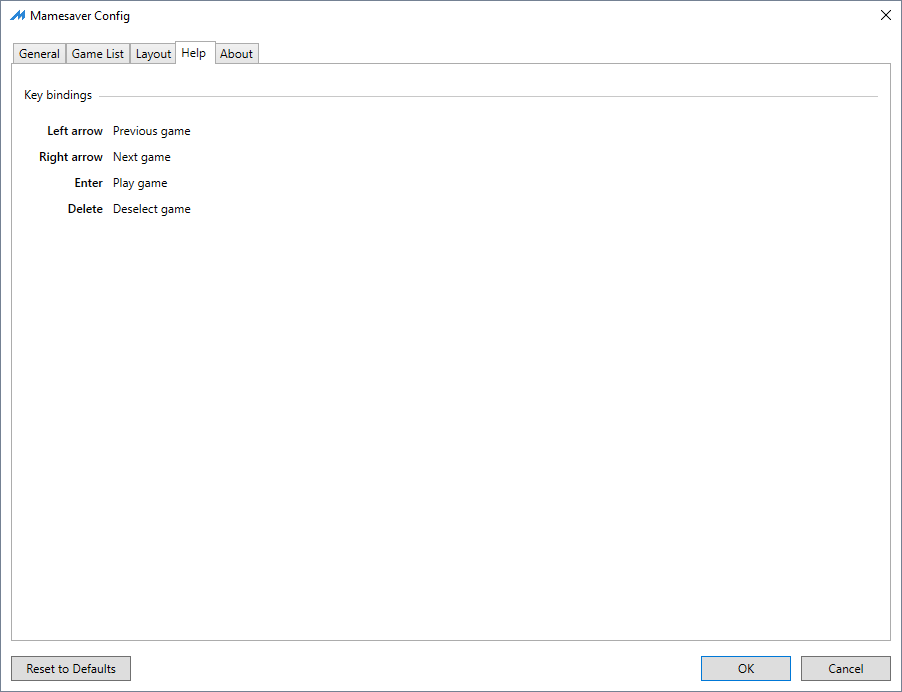 Mamesaver Config
General Game List Layout Help About
Key bindings
Left arrow Previous game
Right arrow Next game
Enter Play game
Delete Deselect game
Reset to Defaults OK Cancel